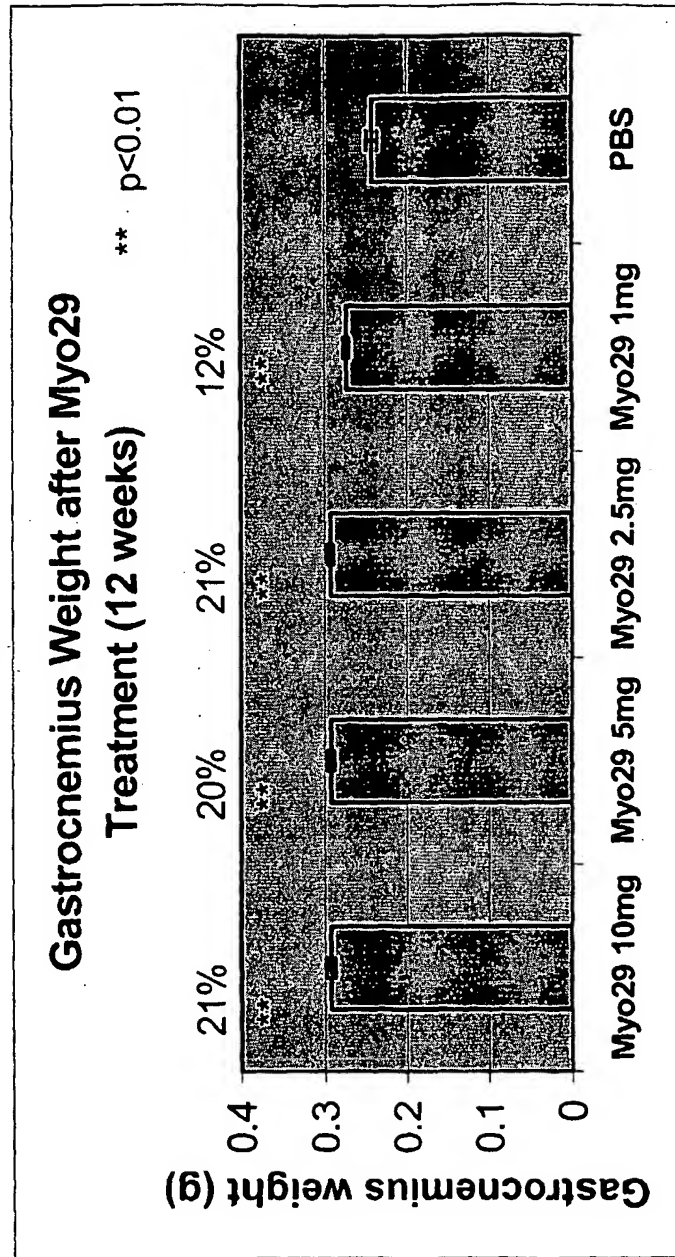 Gastrocnemius Weight after Myo29
Treatment (12 weeks)
** p<0.01
21% 20% 21% 12%
** ** ** **
Gastrocnemius weight (g)
0.4
0.3
0.2
0.1
0
Myo29 10mg Myo29 5mg Myo29 2.5mg Myo29 1mg PBS